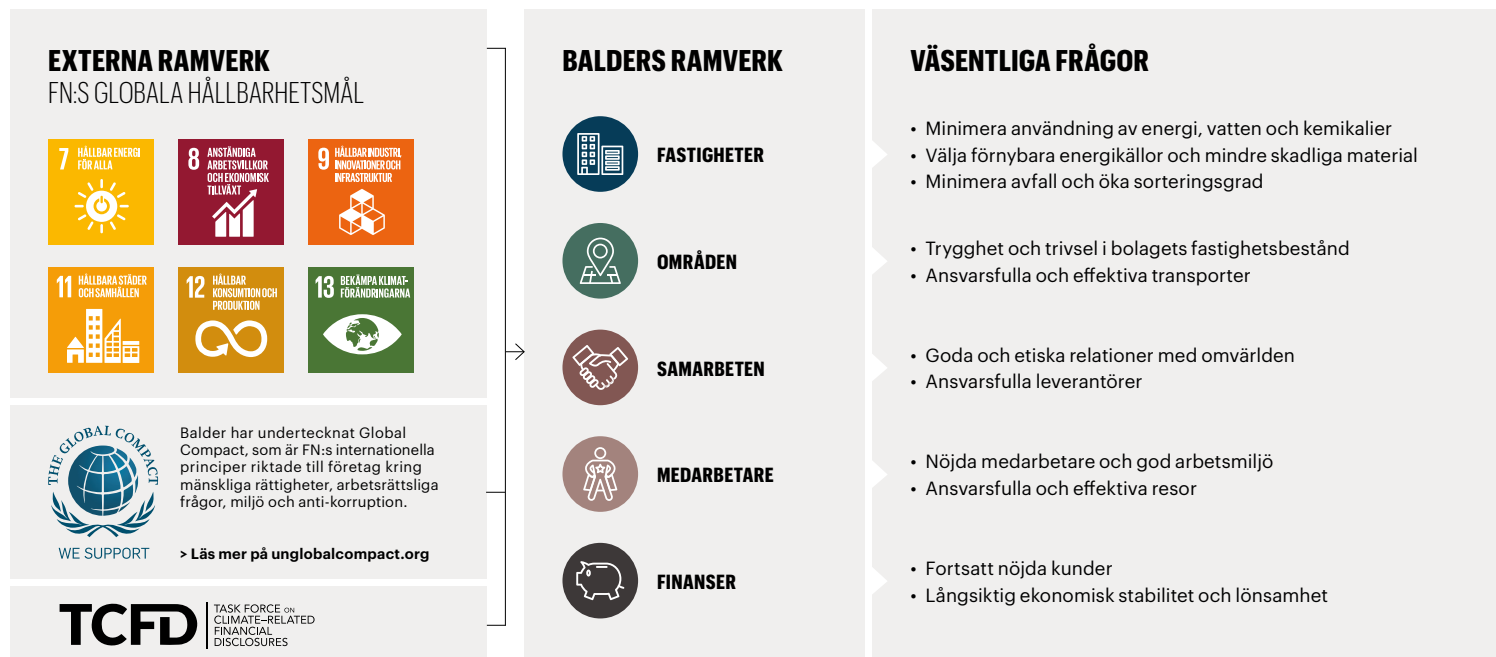 EXTERNA RAMVERK
FN:S GLOBALA HÅLLBARHETSMÅL
7 HÅLLBAR ENERGI
FÖR ALLA
8 ANSTÄNDIGA
ARBETSVILLKOR
OCH EKONOMISK
TILLVÄXT
9 HÅLLBAR INDUSTRI,
INNOVATIONER OCH
INFRASTRUKTUR
11 HÅLLBARA STÄDER
OCH SAMHÄLLEN
12 HÅLLBAR
KONSUMTION OCH
PRODUKTION
13 BEKÄMPA KLIMAT-
FÖRÄNDRINGARNA
THE GLOBAL COMPACT
WE SUPPORT
Balder har undertecknat Global
Compact, som är FN:s internationella
principer riktade till företag kring
mänskliga rättigheter, arbetsrättsliga
frågor, miljö och anti-korruption.
> Läs mer på unglobalcompact.org
TCFD
TASK FORCE ON
CLIMATE–RELATED
FINANCIAL
DISCLOSURES
BALDERS RAMVERK
FASTIGHETER
OMRÅDEN
SAMARBETEN
MEDARBETARE
FINANSER
VÄSENTLIGA FRÅGOR
• Minimera användning av energi, vatten och kemikalier
• Välja förnybara energikällor och mindre skadliga material
• Minimera avfall och öka sorteringsgrad
• Trygghet och trivsel i bolagets fastighetsbestånd
• Ansvarsfulla och effektiva transporter
• Goda och etiska relationer med omvärlden
• Ansvarsfulla leverantörer
• Nöjda medarbetare och god arbetsmiljö
• Ansvarsfulla och effektiva resor
• Fortsatt nöjda kunder
• Långsiktig ekonomisk stabilitet och lönsamhet